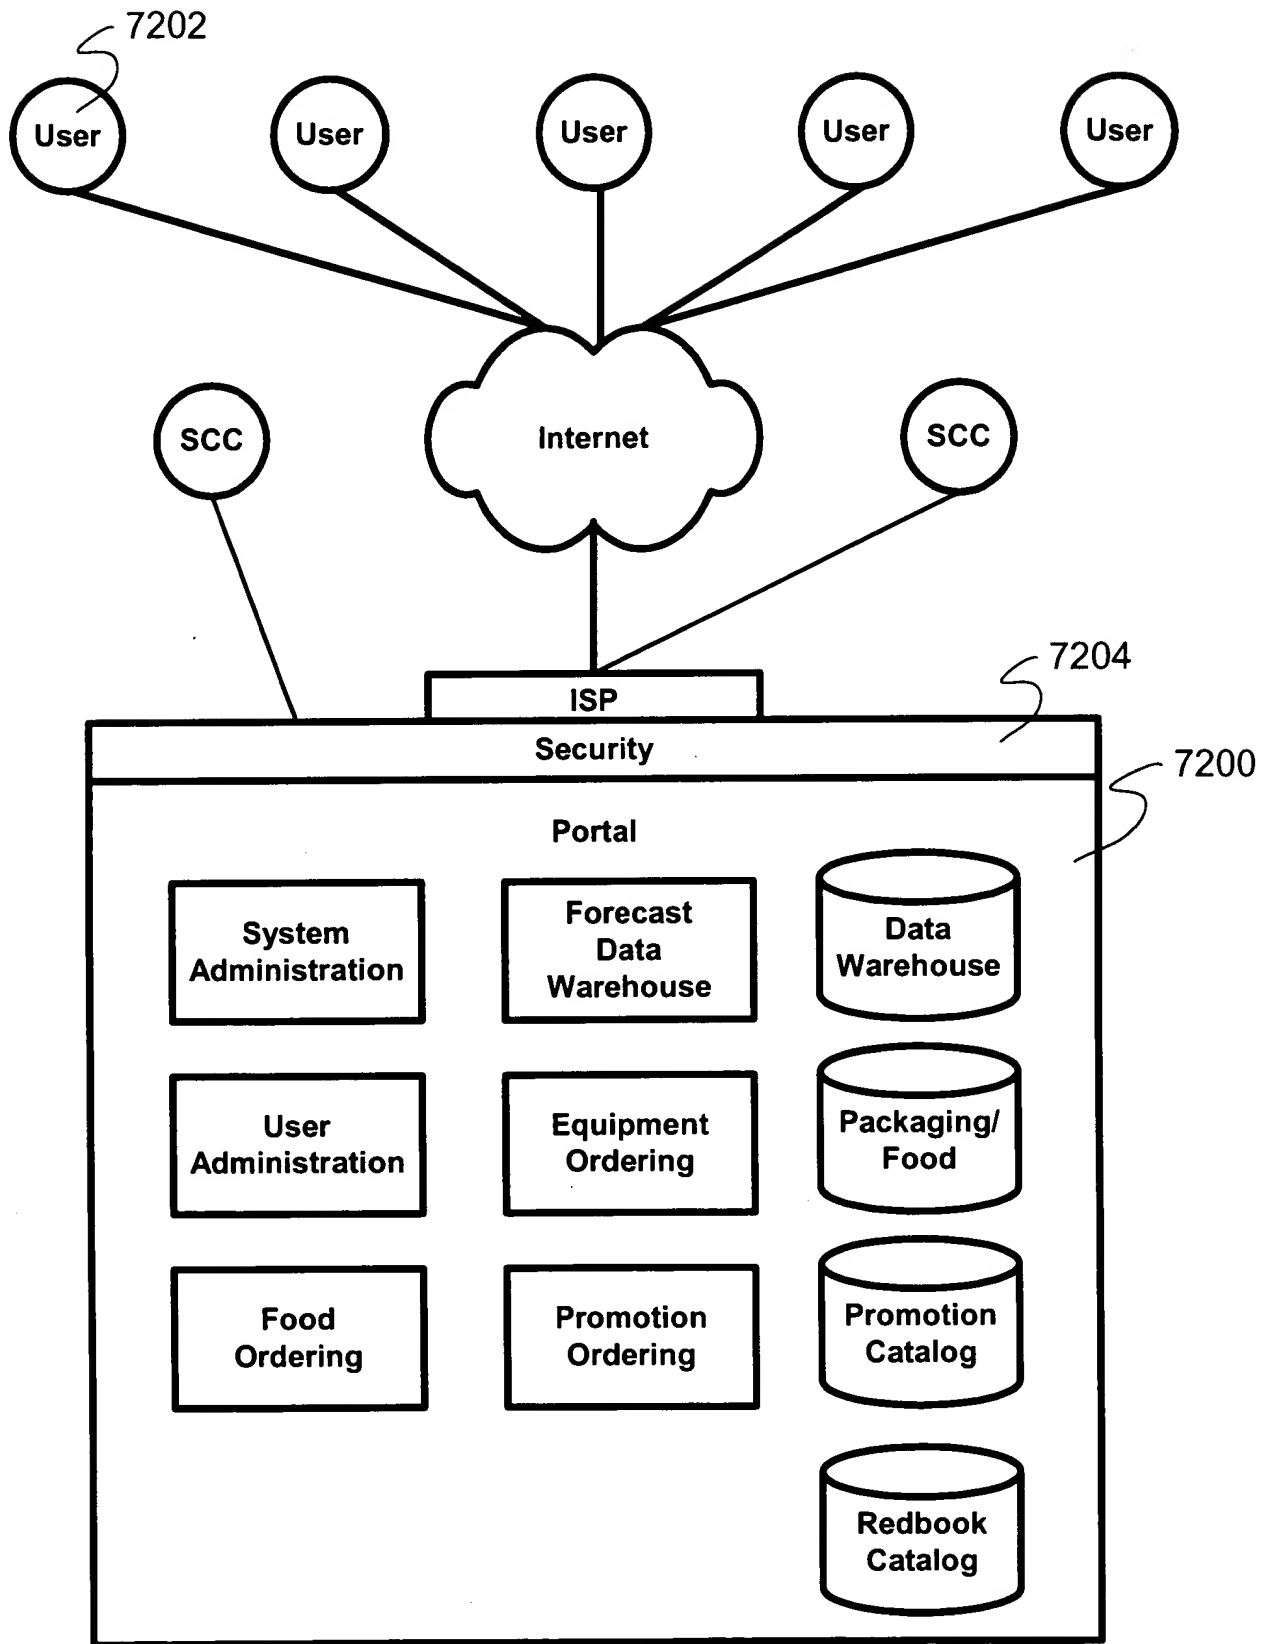 7202
User
User
User
User
User
SCC
Internet
SCC
7204
ISP
Security
7200
Portal
System
Administration
Forecast
Data
Warehouse
Data
Warehouse
User
Administration
Equipment
Ordering
Packaging/
Food
Food
Ordering
Promotion
Ordering
Promotion
Catalog
Redbook
Catalog